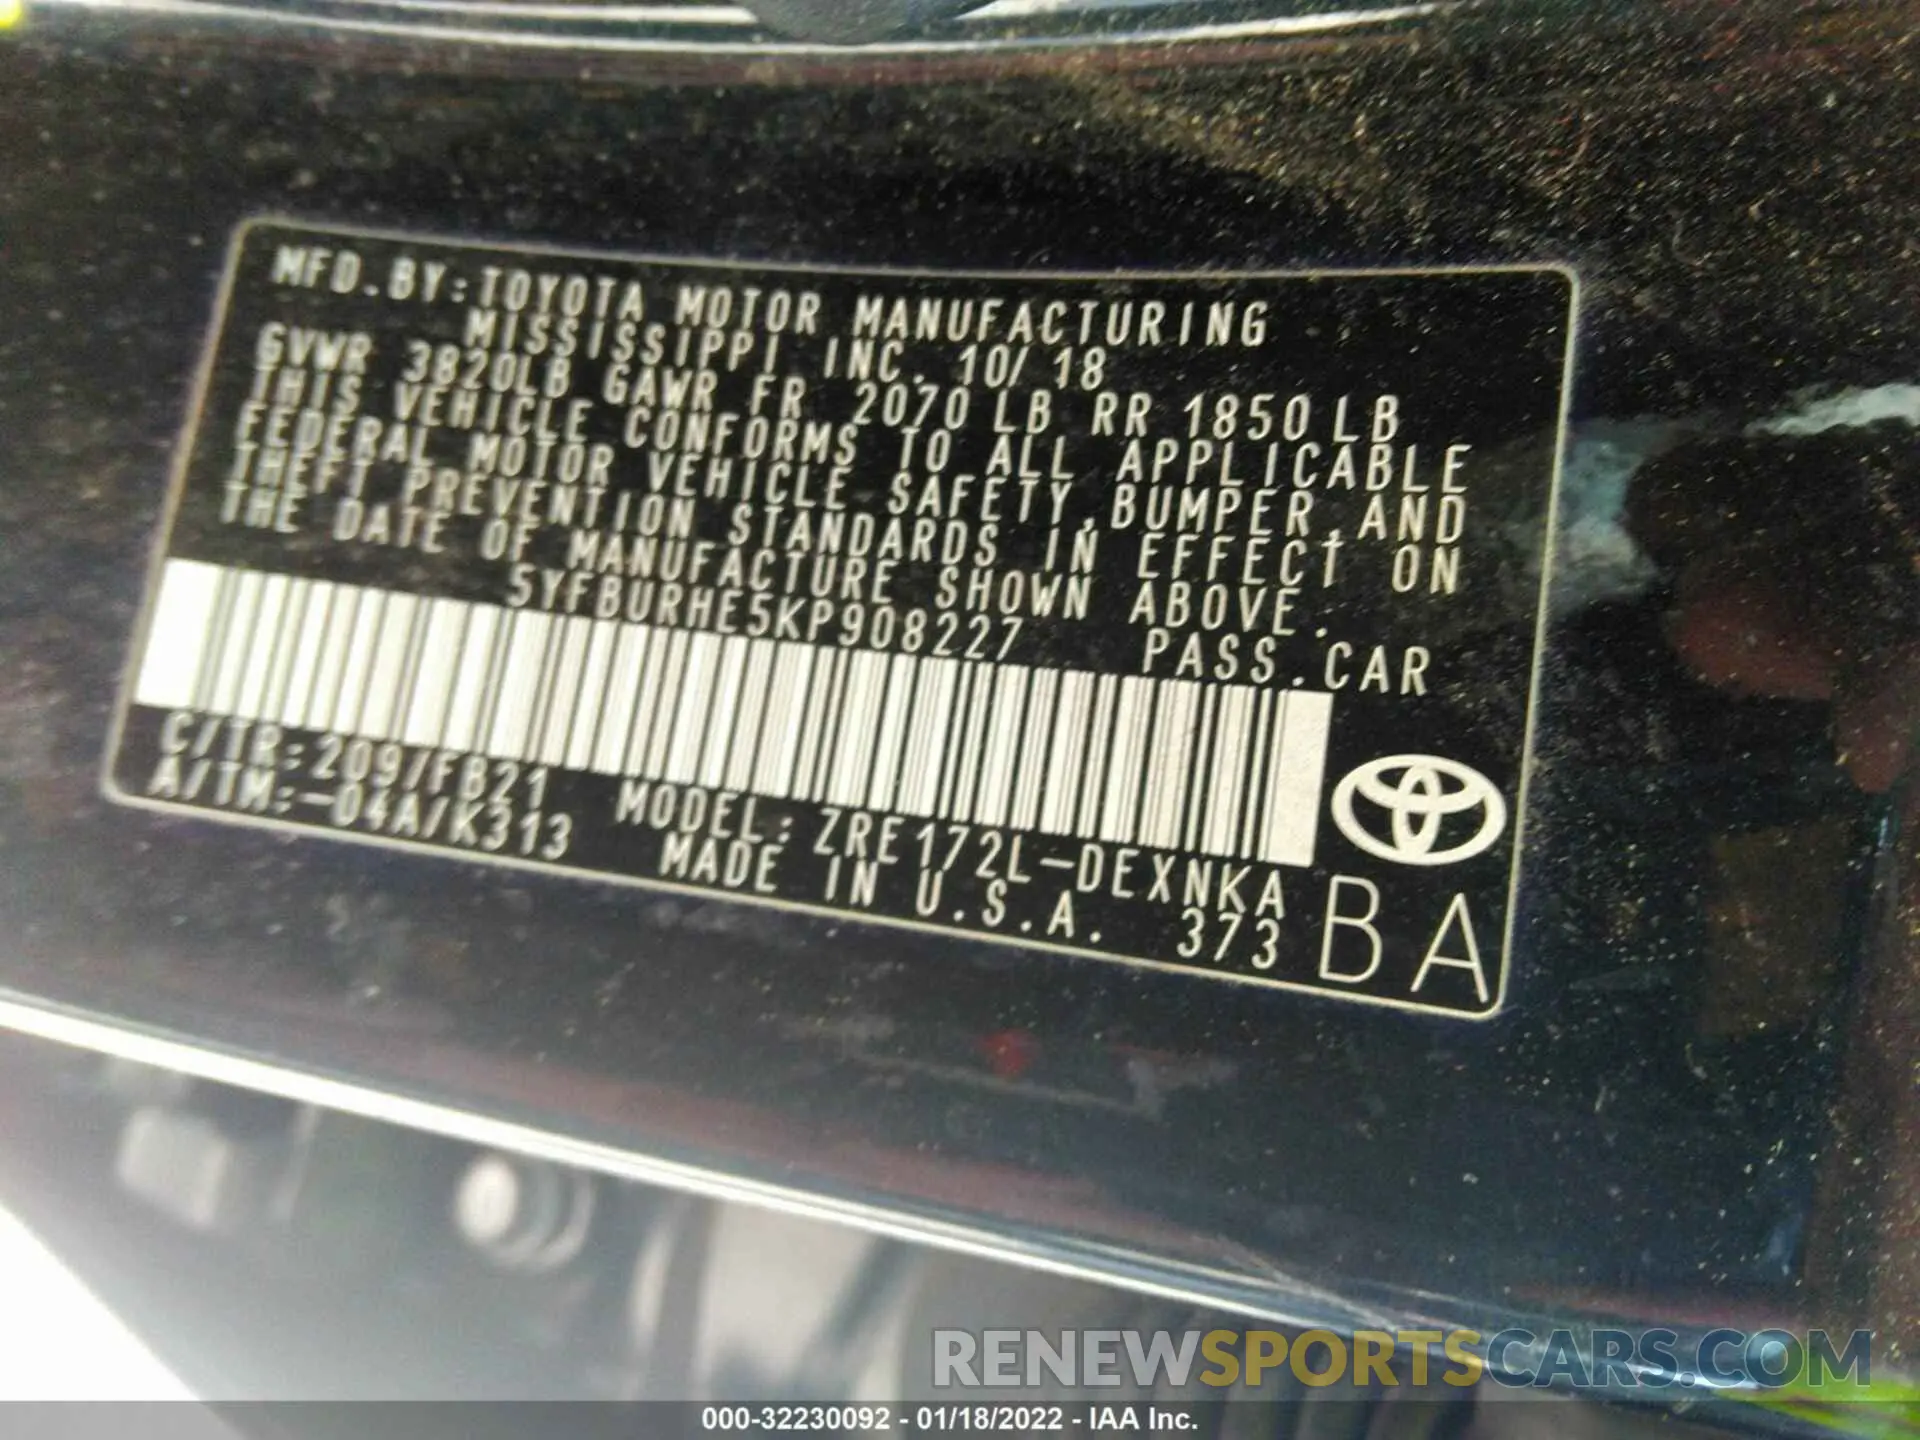 MFD.BY:TOYOTA MOTOR MANUFACTURING
MISSISSIPPI INC. 10/18
GVWR 3820LB GAWR FR 2070LB RR 1850LB
THIS VEHICLE CONFORMS TO ALL APPLICABLE
FEDERAL MOTOR VEHICLE SAFETY,BUMPER,AND
THEFT PREVENTION STANDARDS IN EFFECT ON
THE DATE OF MANUFACTURE SHOWN ABOVE.
5YFBURHE5KP908227 PASS.CAR
C/TR:209/FB21 MODEL:ZRE172L-DEXNKA
A/TM:-04A/K313 MADE IN U.S.A. 373
BA
RENEWSPORTSCARS.COM
000-32230092 - 01/18/2022 - IAA Inc.